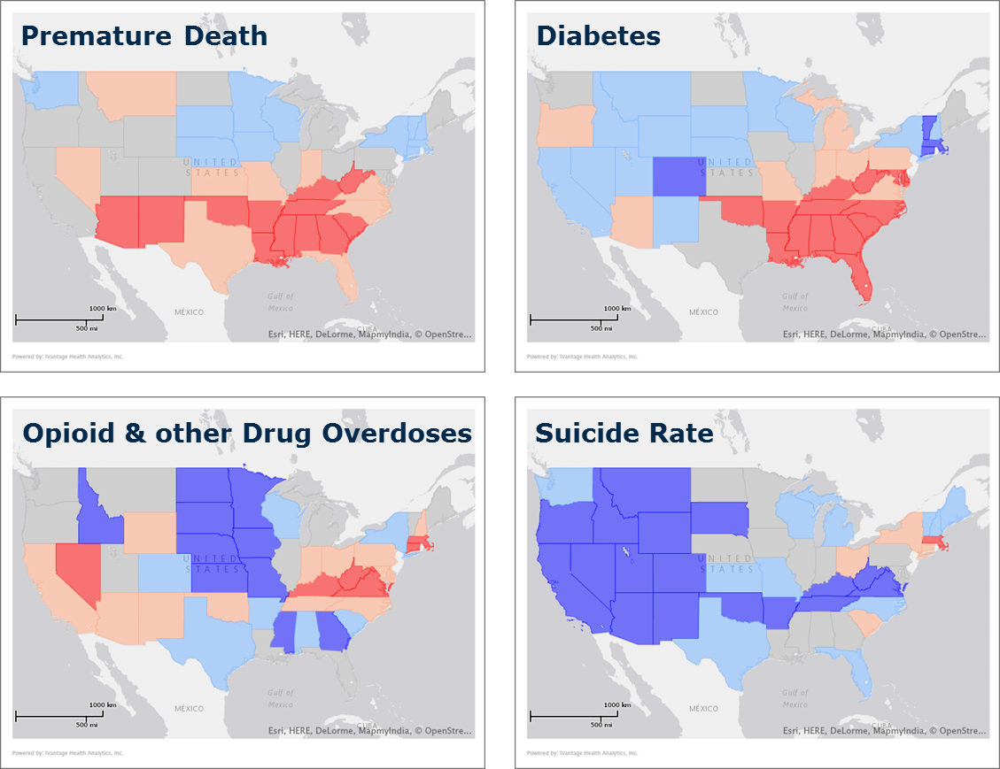 Premature Death
UNITED
STATES
Gulf of
Mexico
MÉXICO
CUBA
1000 km
500 mi
Esri, HERE, DeLorme, MapmyIndia, © OpenStre...
Powered by: iVantage Health Analytics, Inc.
Diabetes
UNITED
STATES
Gulf of
Mexico
MÉXICO
CUBA
1000 km
500 mi
Esri, HERE, DeLorme, MapmyIndia, © OpenStre...
Powered by: iVantage Health Analytics, Inc.
Opioid & other Drug Overdoses
UNITED
STATES
Gulf of
Mexico
MÉXICO
CUBA
1000 km
500 mi
Esri, HERE, DeLorme, MapmyIndia, © OpenStre...
Powered by: iVantage Health Analytics, Inc.
Suicide Rate
UNITED
STATES
Gulf of
Mexico
MÉXICO
CUBA
1000 km
500 mi
Esri, HERE, DeLorme, MapmyIndia, © OpenStre...
Powered by: iVantage Health Analytics, Inc.